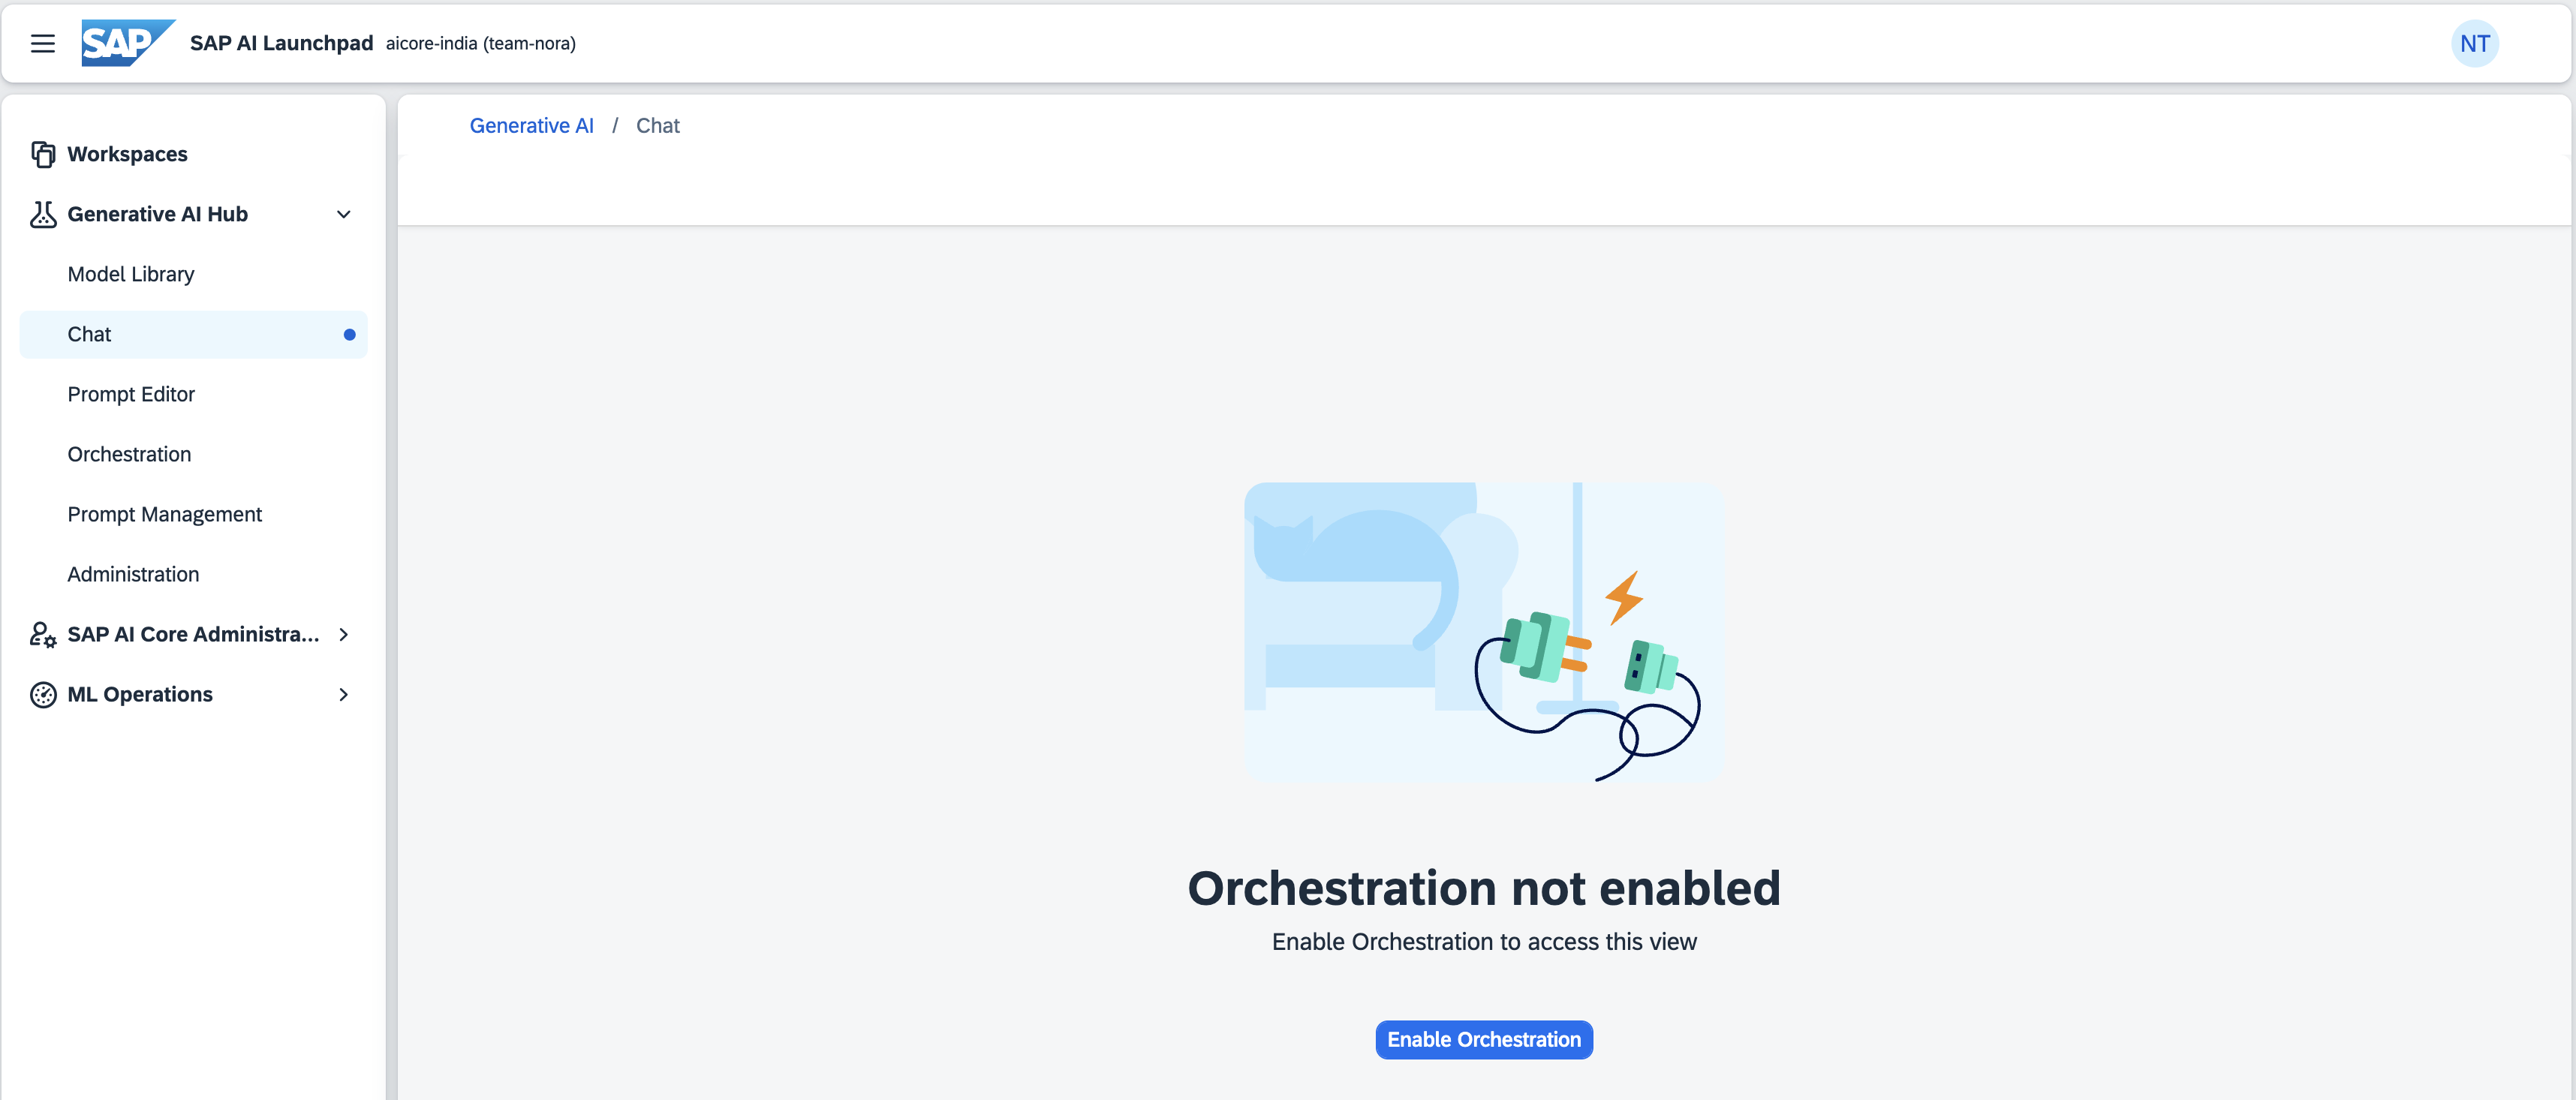 SAP SAP AI Launchpad aicore-india (team-nora) NT
Workspaces
Generative AI Hub
Model Library
Chat
Prompt Editor
Orchestration
Prompt Management
Administration
SAP AI Core Administra...
ML Operations
Generative AI / Chat
Orchestration not enabled
Enable Orchestration to access this view
Enable Orchestration